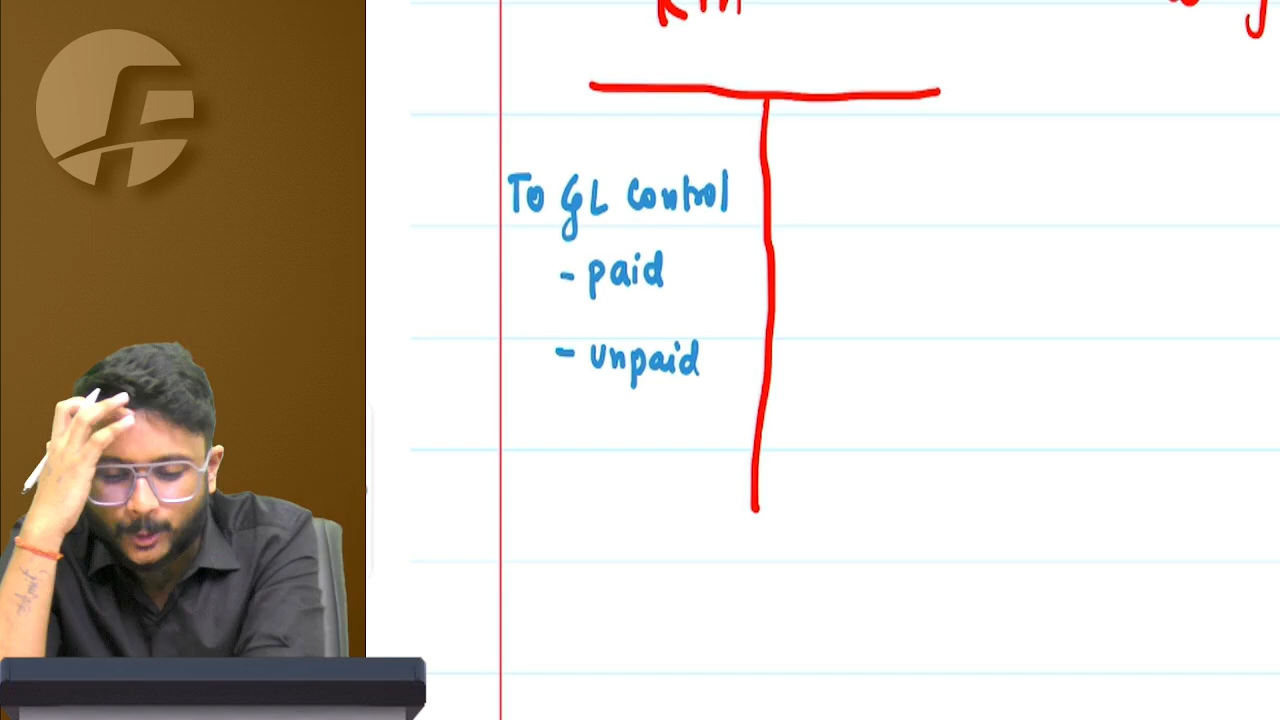 To GL Control
- paid
- unpaid